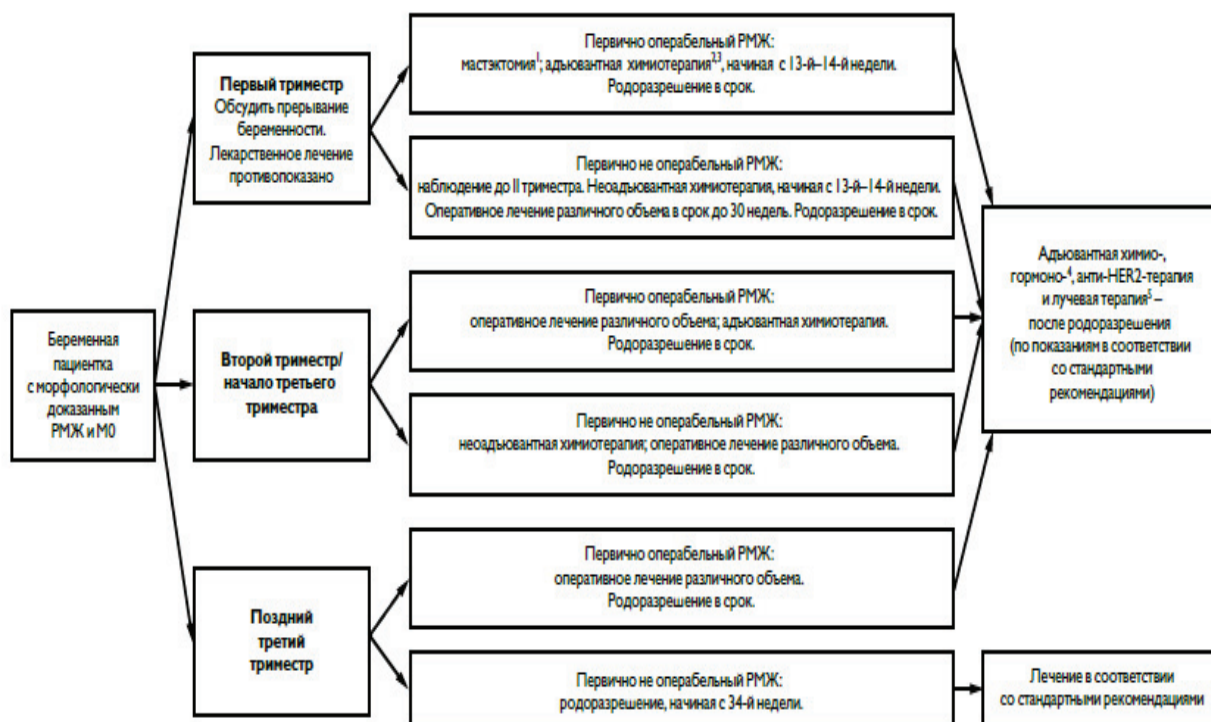 Беременная
пациентка
с морфологически
доказанным
РМЖ и М0
Первый триместр
Обсудить прерывание
беременности.
Лекарственное лечение
противопоказано
Первично операбельный РМЖ:
мастэктомия¹; адъювантная химиотерапия²,³, начиная с 13-й–14-й недели.
Родоразрешение в срок.
Первично не операбельный РМЖ:
наблюдение до II триместра. Неоадъювантная химиотерапия, начиная с 13-й–14-й недели.
Оперативное лечение различного объема в срок до 30 недель. Родоразрешение в срок.
Второй триместр/
начало третьего
триместра
Первично операбельный РМЖ:
оперативное лечение различного объема; адъювантная химиотерапия.
Родоразрешение в срок.
Первично не операбельный РМЖ:
неоадъювантная химиотерапия; оперативное лечение различного объема.
Родоразрешение в срок.
Поздний
третий
триместр
Первично операбельный РМЖ:
оперативное лечение различного объема.
Родоразрешение в срок.
Первично не операбельный РМЖ:
родоразрешение, начиная с 34-й недели.
Адъювантная химио-,
гормоно-⁴, анти-HER2-терапия
и лучевая терапия⁵ –
после родоразрешения
(по показаниям в соответствии
со стандартными
рекомендациями)
Лечение в соответствии
со стандартными рекомендациями